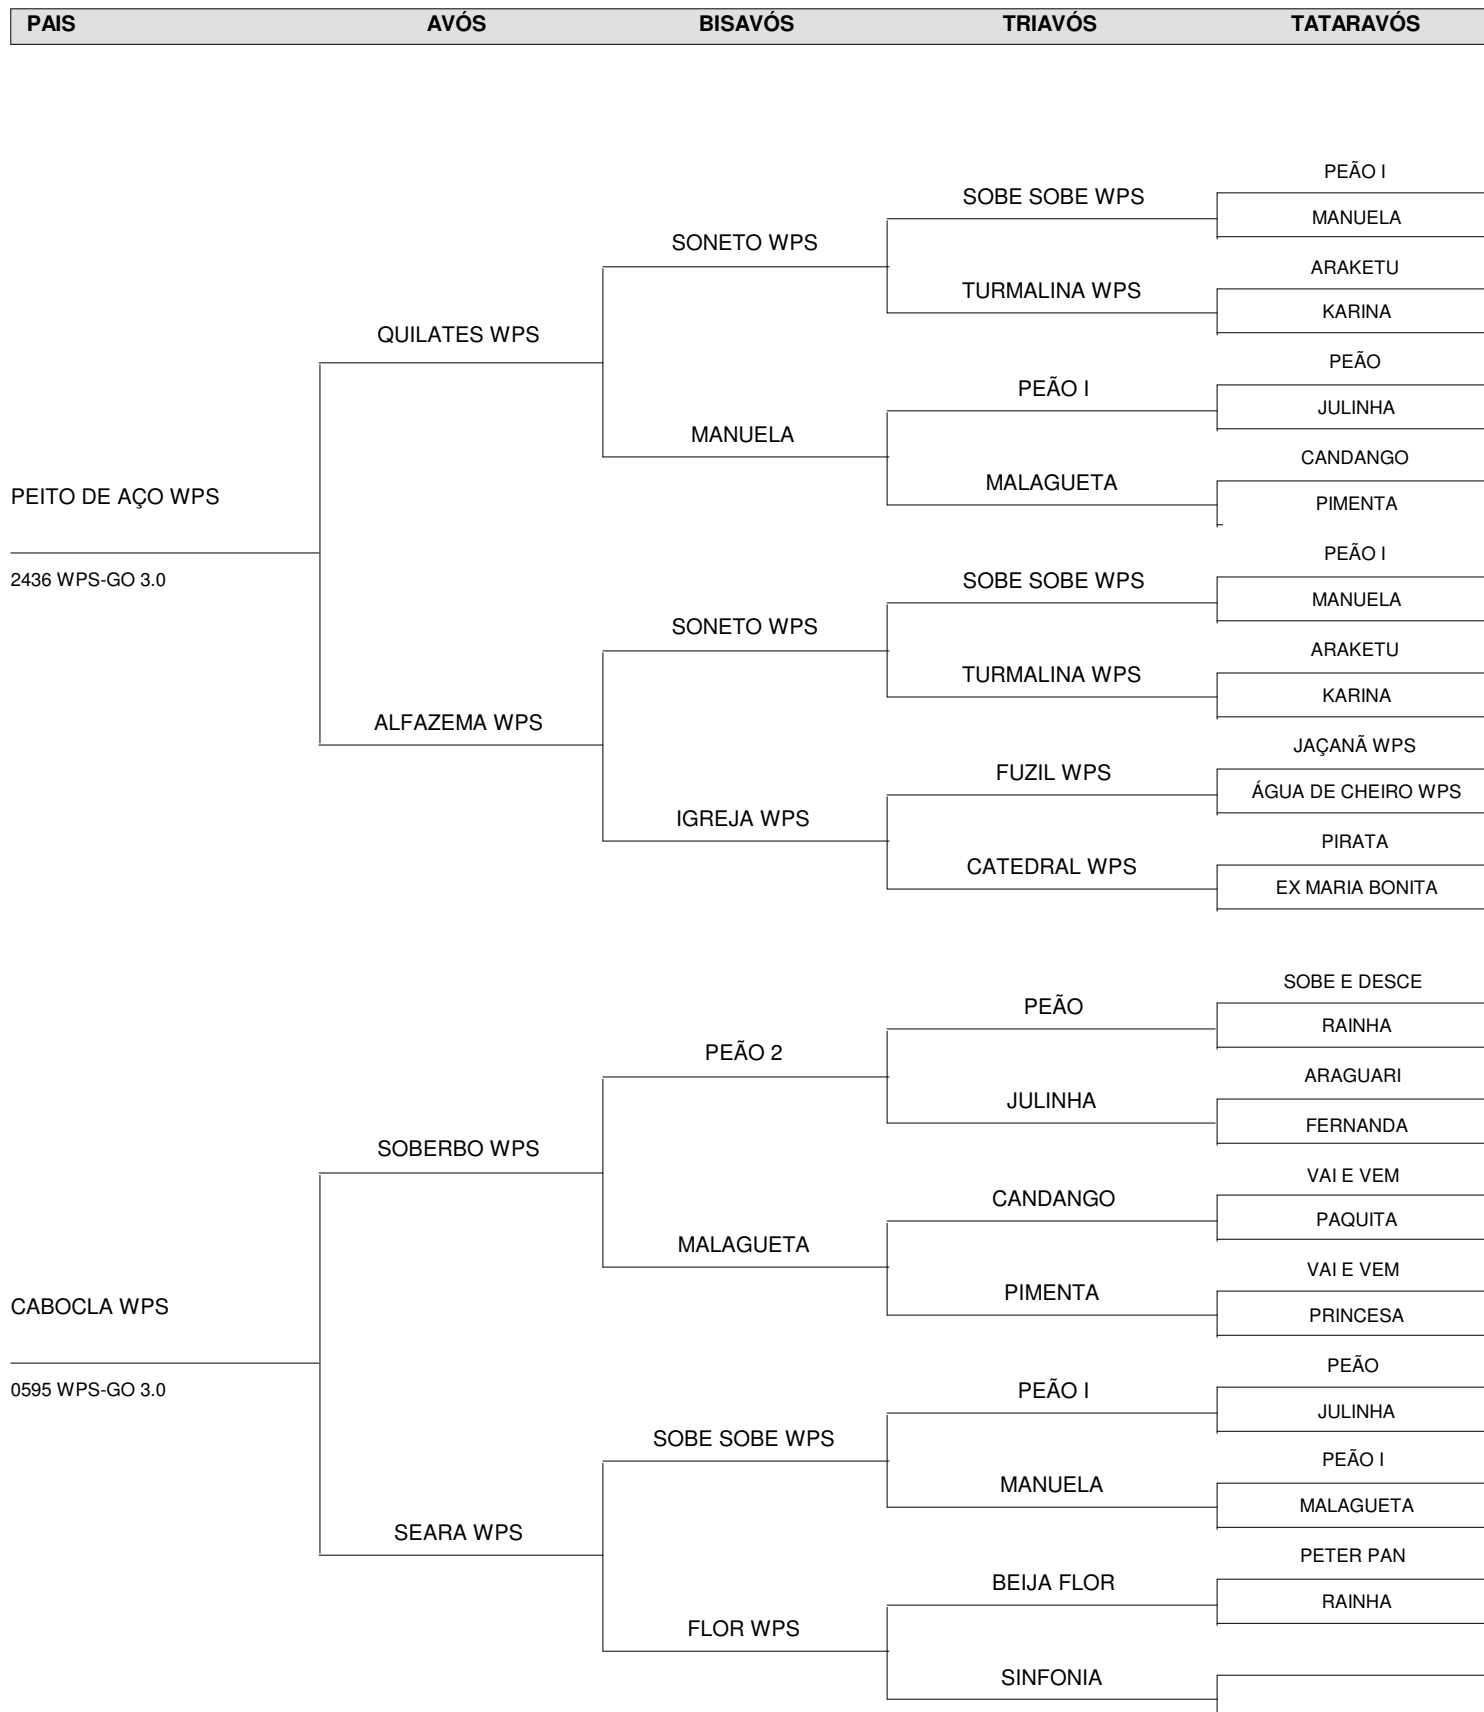 PAIS AVÓS BISAVÓS TRIAVÓS TATARAVÓS
PEÃO I
SOBE SOBE WPS
MANUELA
SONETO WPS
ARAKETU
TURMALINA WPS
KARINA
QUILATES WPS
PEÃO
PEÃO I
JULINHA
MANUELA
CANDANGO
MALAGUETA
PEITO DE AÇO WPS
PIMENTA
PEÃO I
2436 WPS-GO 3.0
SOBE SOBE WPS
MANUELA
SONETO WPS
ARAKETU
TURMALINA WPS
KARINA
ALFAZEMA WPS
JAÇANÃ WPS
FUZIL WPS
ÁGUA DE CHEIRO WPS
IGREJA WPS
PIRATA
CATEDRAL WPS
EX MARIA BONITA
SOBE E DESCE
PEÃO
RAINHA
PEÃO 2
ARAGUARI
JULINHA
FERNANDA
SOBERBO WPS
VAI E VEM
CANDANGO
PAQUITA
MALAGUETA
VAI E VEM
PIMENTA
CABOCLA WPS
PRINCESA
PEÃO
0595 WPS-GO 3.0
PEÃO I
JULINHA
SOBE SOBE WPS
PEÃO I
MANUELA
MALAGUETA
SEARA WPS
PETER PAN
BEIJA FLOR
RAINHA
FLOR WPS
SINFONIA